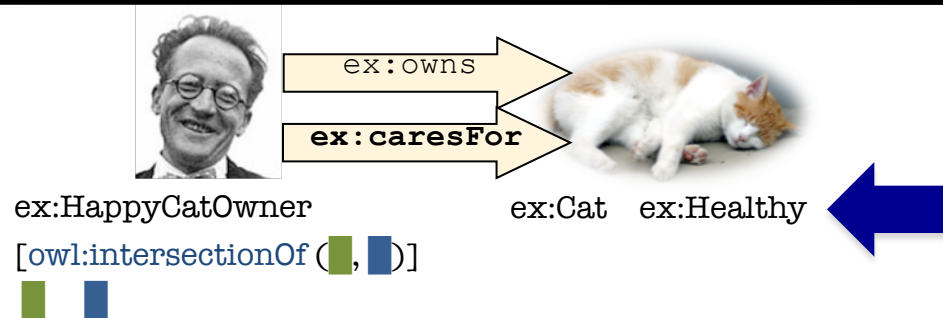 ex:owns
ex:caresFor
ex:HappyCatOwner ex:Cat ex:Healthy
[owl:intersectionOf ( , )]